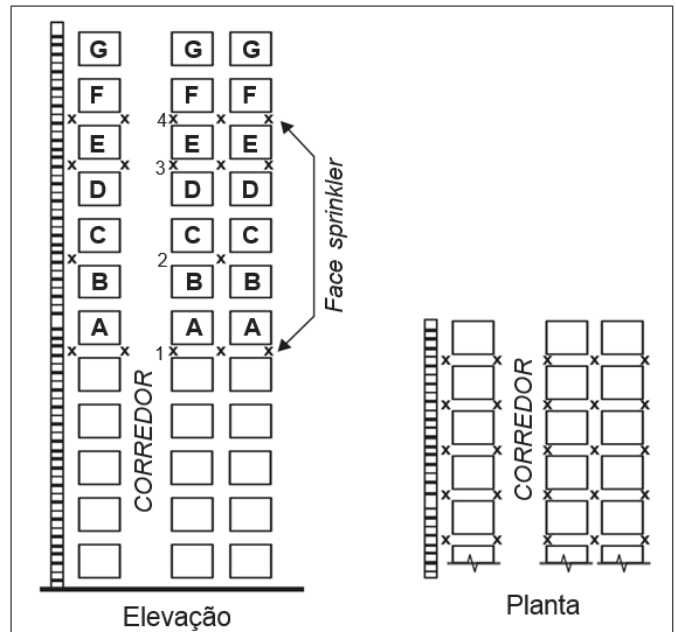 G G G
F F F
4
E E E
3
D D D
C C C
2
B B B
A A A
1
CORREDOR
Face sprinkler
Elevação
CORREDOR
Planta